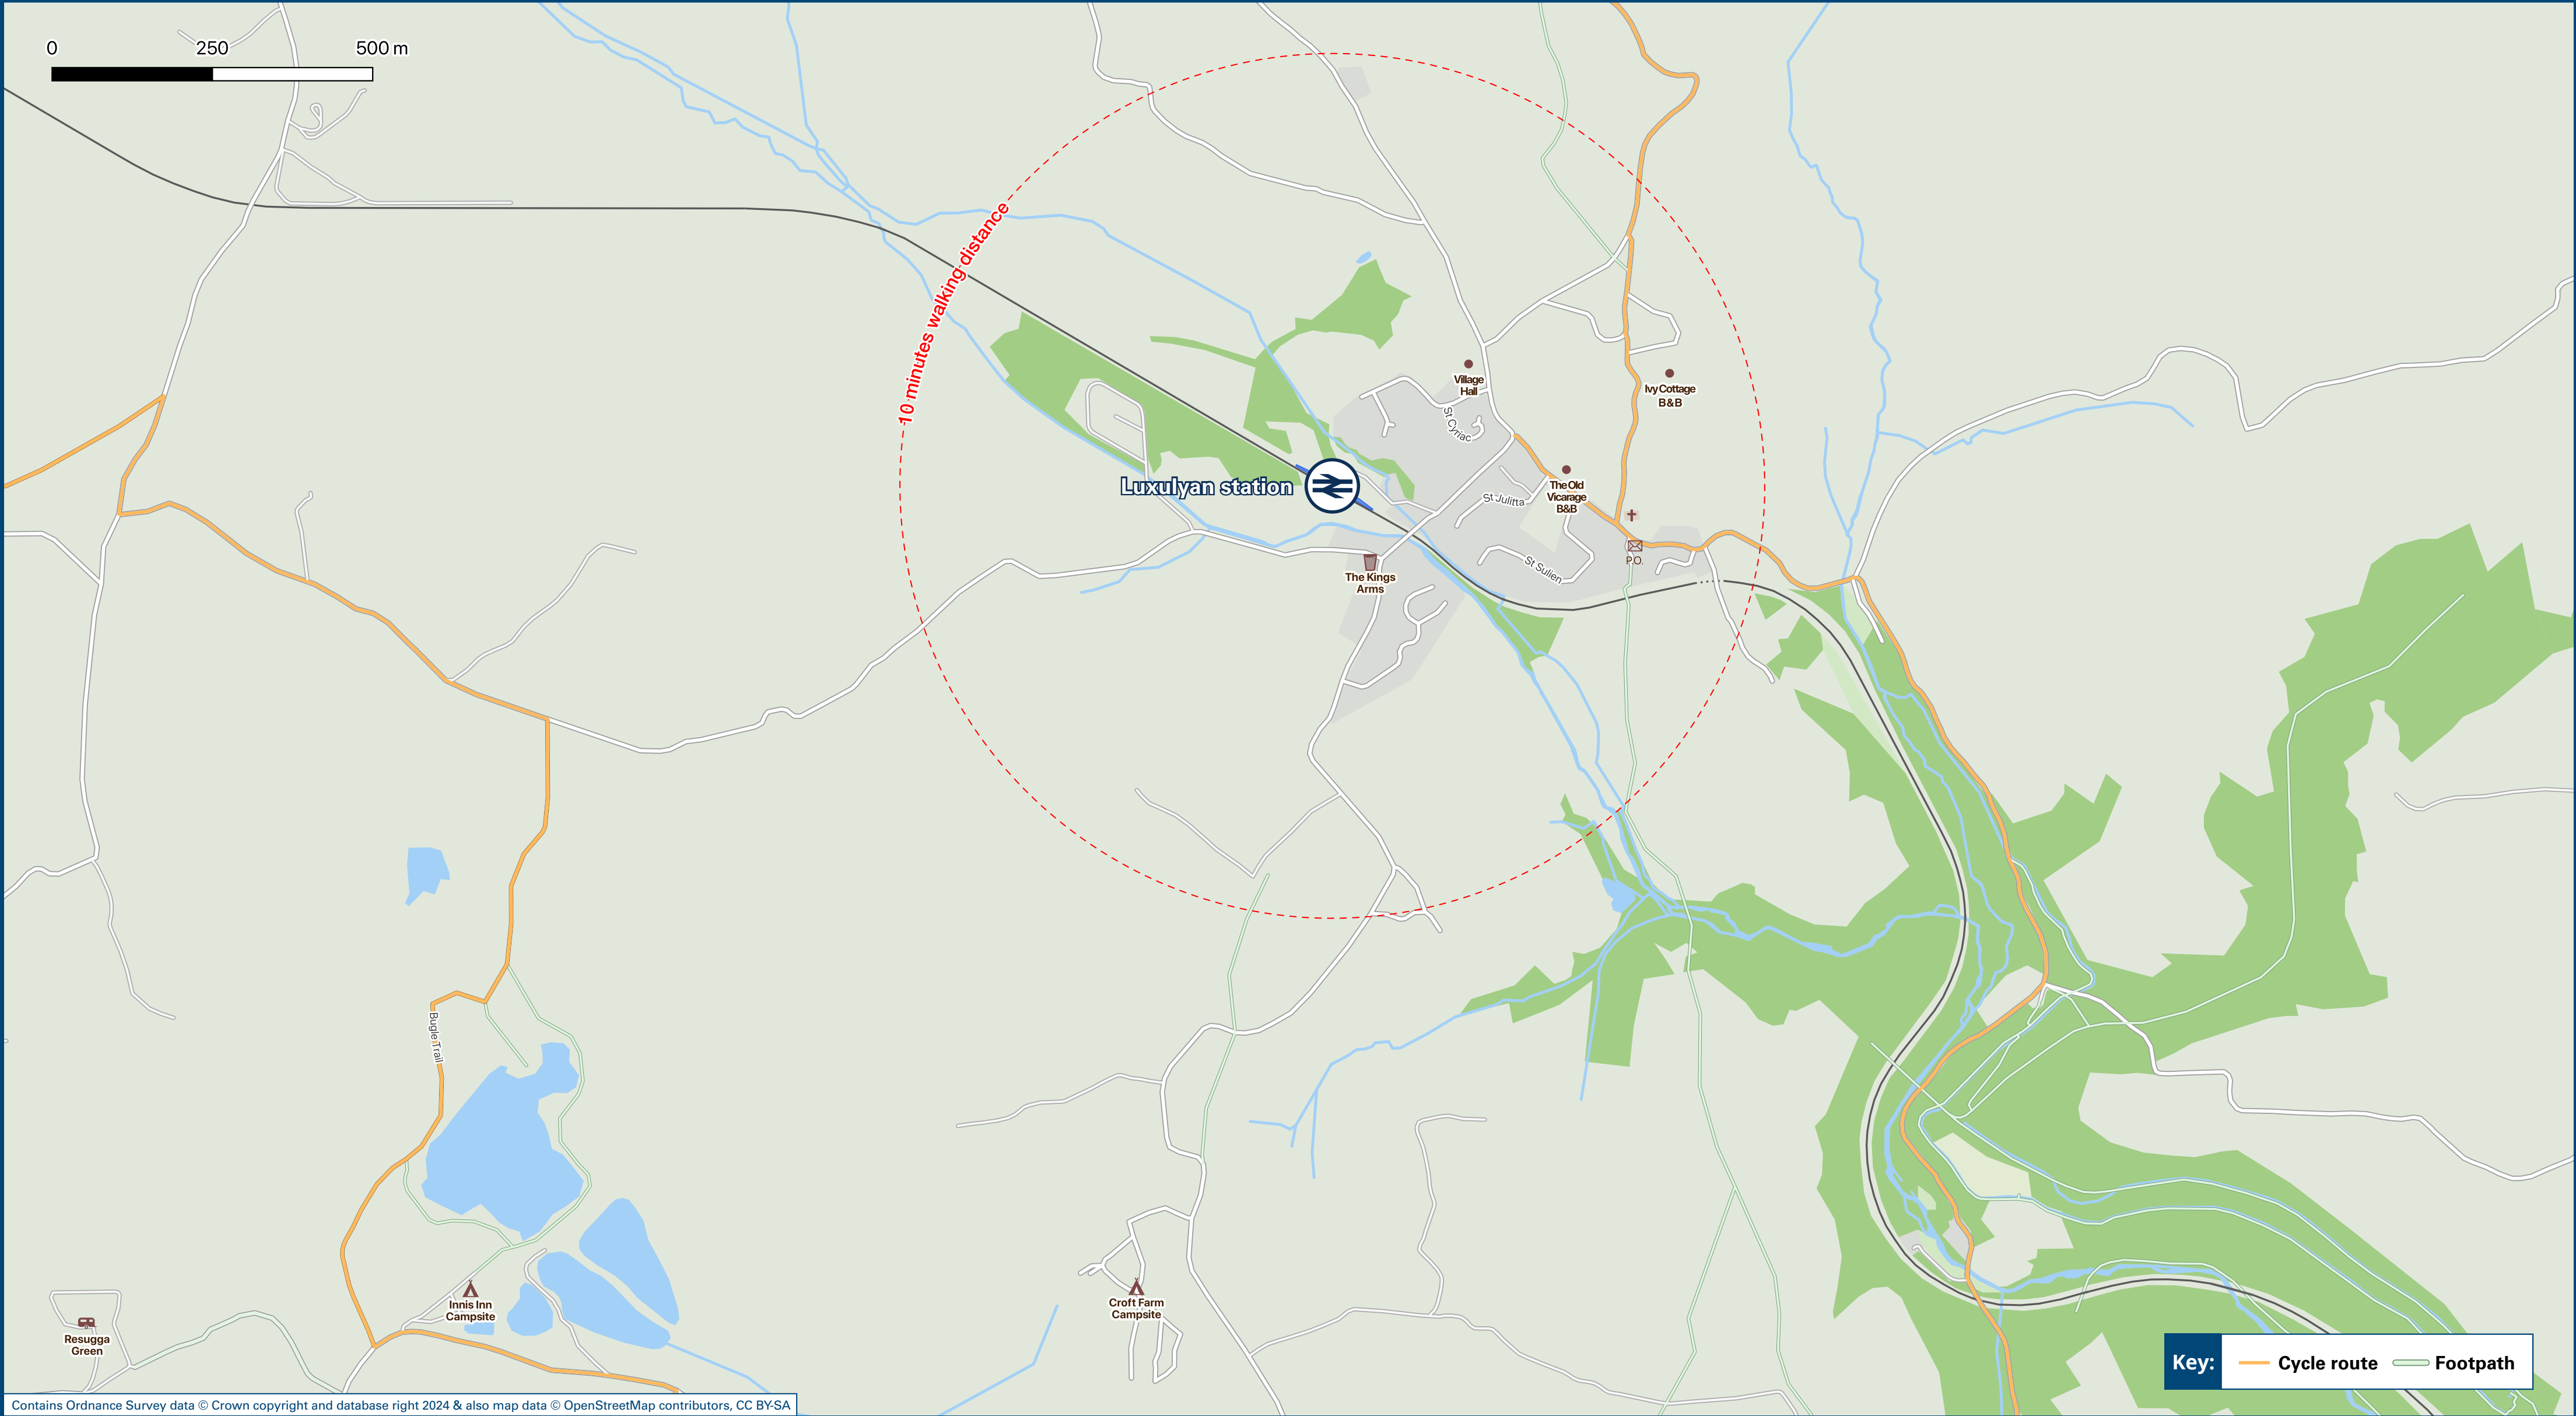 0 250 500 m
10 minutes walking distance
Village
Hall
Ivy Cottage
B&B
St Cyriac
Luxulyan station
The Old
Vicarage
B&B
St Julitta
P.O.
St Sulien
The Kings
Arms
Bugle Trail
Innis Inn
Campsite
Croft Farm
Campsite
Resugga
Green
Key: Cycle route Footpath
Contains Ordnance Survey data © Crown copyright and database right 2024 & also map data © OpenStreetMap contributors, CC BY-SA